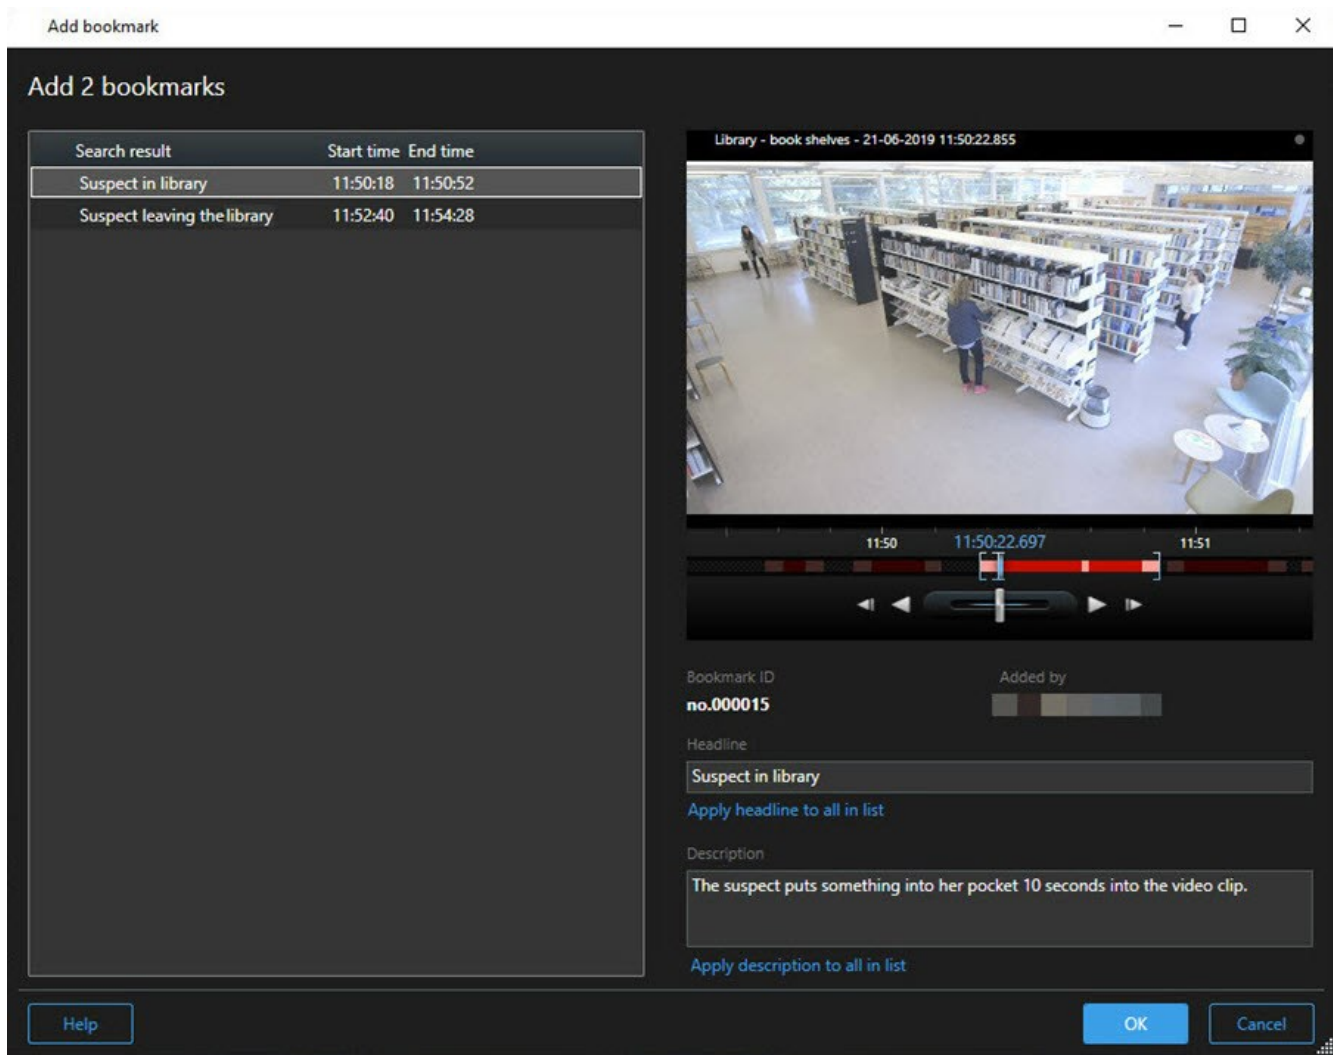 Add bookmark
Add 2 bookmarks
Search result Start time End time
Suspect in library 11:50:18 11:50:52
Suspect leaving the library 11:52:40 11:54:28
Library - book shelves - 21-06-2019 11:50:22.855
11:50 11:50:22.697 11:51
Bookmark ID Added by
no.000015
Headline
Suspect in library
Apply headline to all in list
Description
The suspect puts something into her pocket 10 seconds into the video clip.
Apply description to all in list
Help OK Cancel